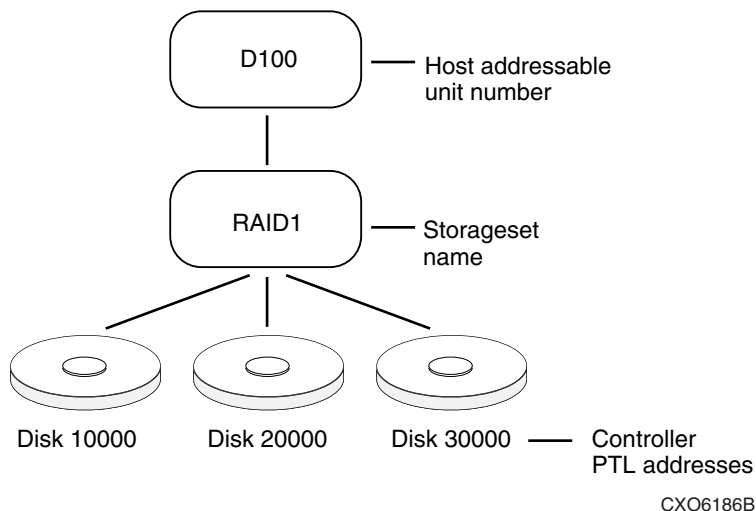 D100
Host addressable
unit number
RAID1
Storageset
name
Disk 10000
Disk 20000
Disk 30000
Controller
PTL addresses
CXO6186B